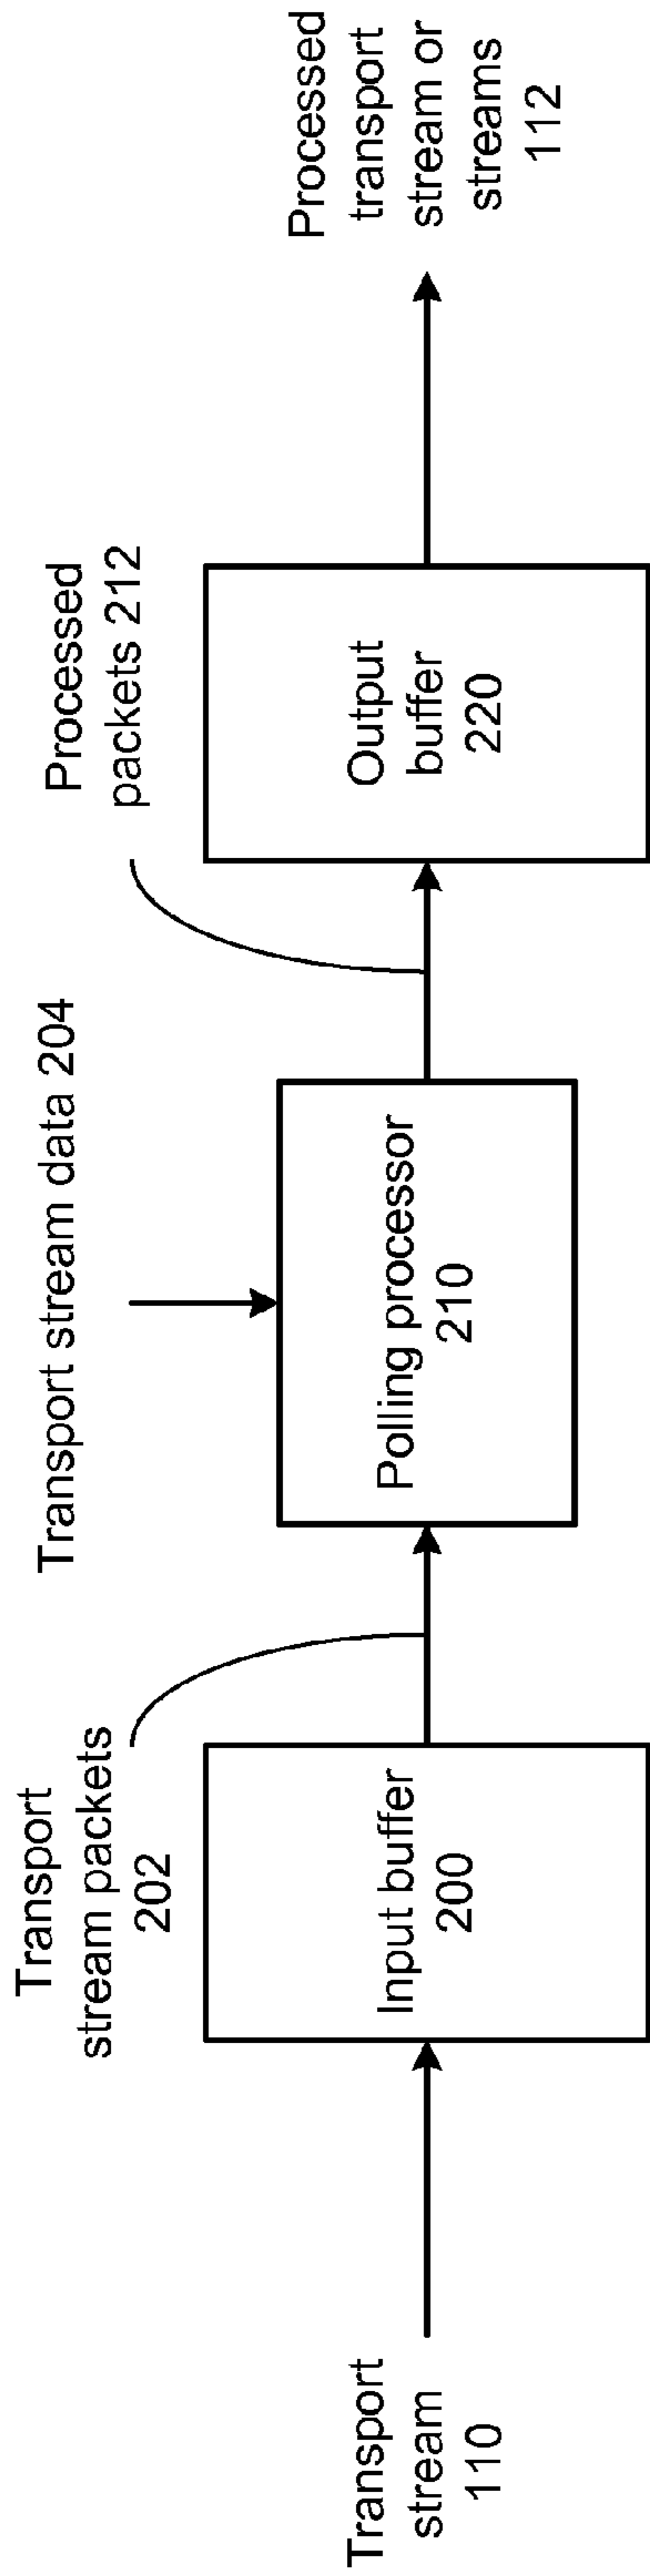 Transport
stream
110
Transport
stream packets
202
Input buffer
200
Transport stream data 204
Polling processor
210
Processed
packets 212
Output
buffer
220
Processed
transport
stream or
streams
112